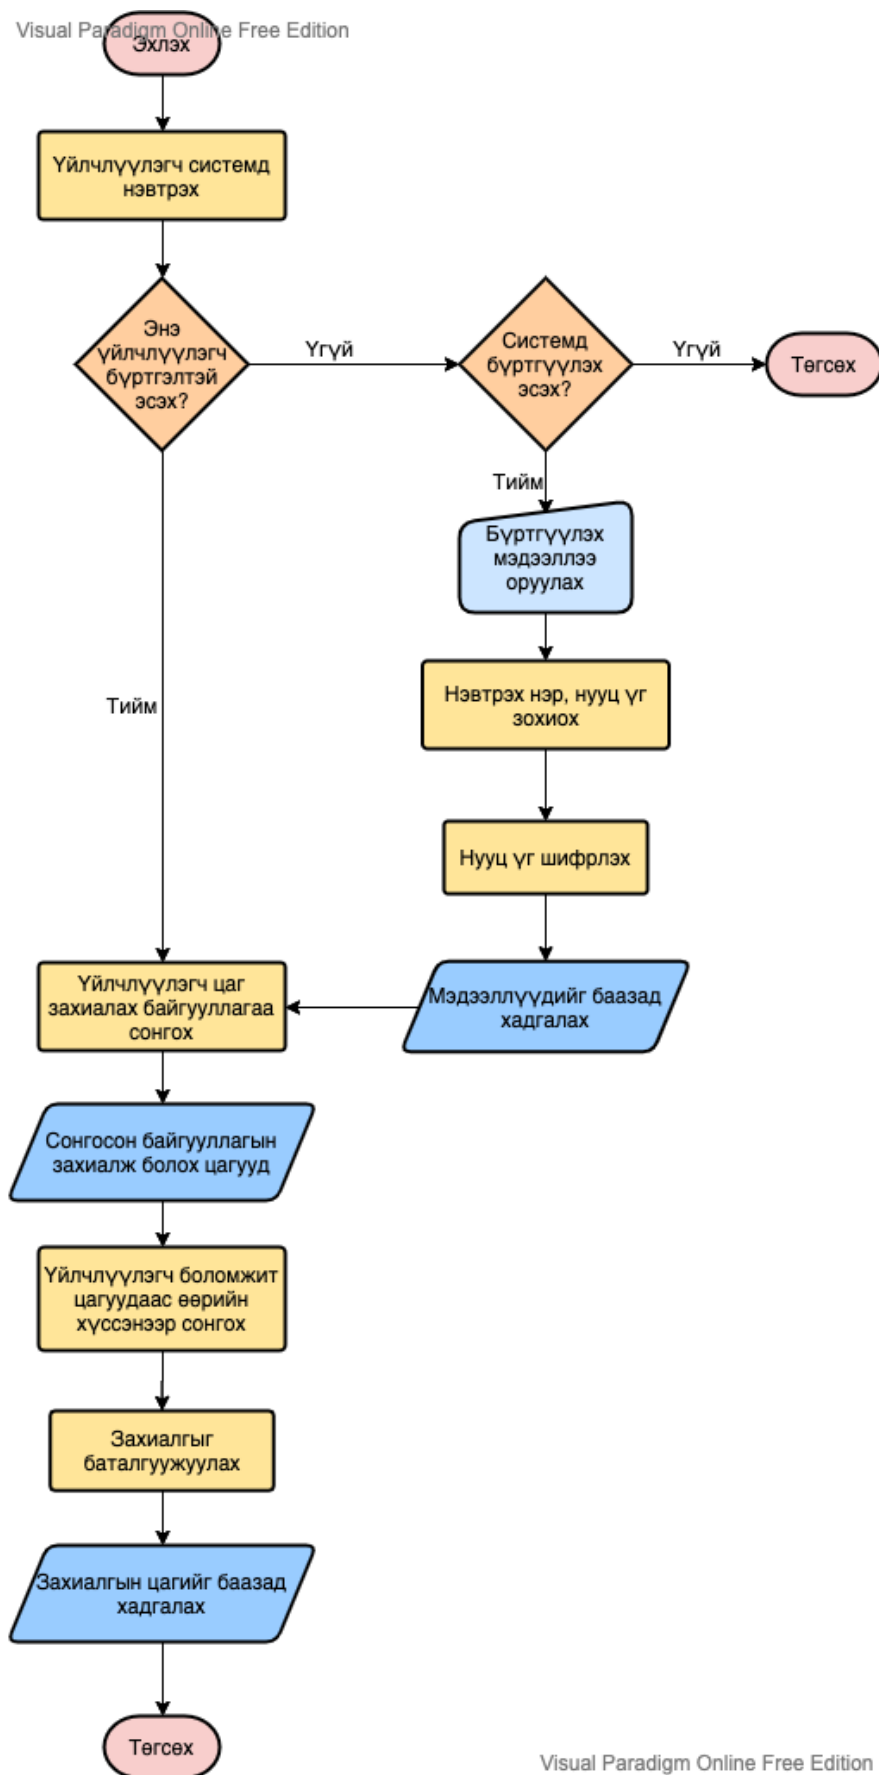 Visual Paradigm Online Free Edition
Эхлэх
Үйлчлүүлэгч системд
нэвтрэх
Энэ
үйлчлүүлэгч
бүртгэлтэй
эсэх?
Үгүй
Системд
бүртгүүлэх
эсэх?
Үгүй
Төгсөх
Тийм
Бүртгүүлэх
мэдээллээ
оруулах
Нэвтрэх нэр, нууц үг
зохиох
Тийм
Нууц үг шифрлэх
Үйлчлүүлэгч цаг
захиалах байгууллагаа
сонгох
Мэдээллүүдийг баазад
хадгалах
Сонгосон байгууллагын
захиалж болох цагууд
Үйлчлүүлэгч боломжит
цагуудаас өөрийн
хүссэнээр сонгох
Захиалгыг
баталгуужуулах
Захиалгын цагийг баазад
хадгалах
Төгсөх
Visual Paradigm Online Free Edition